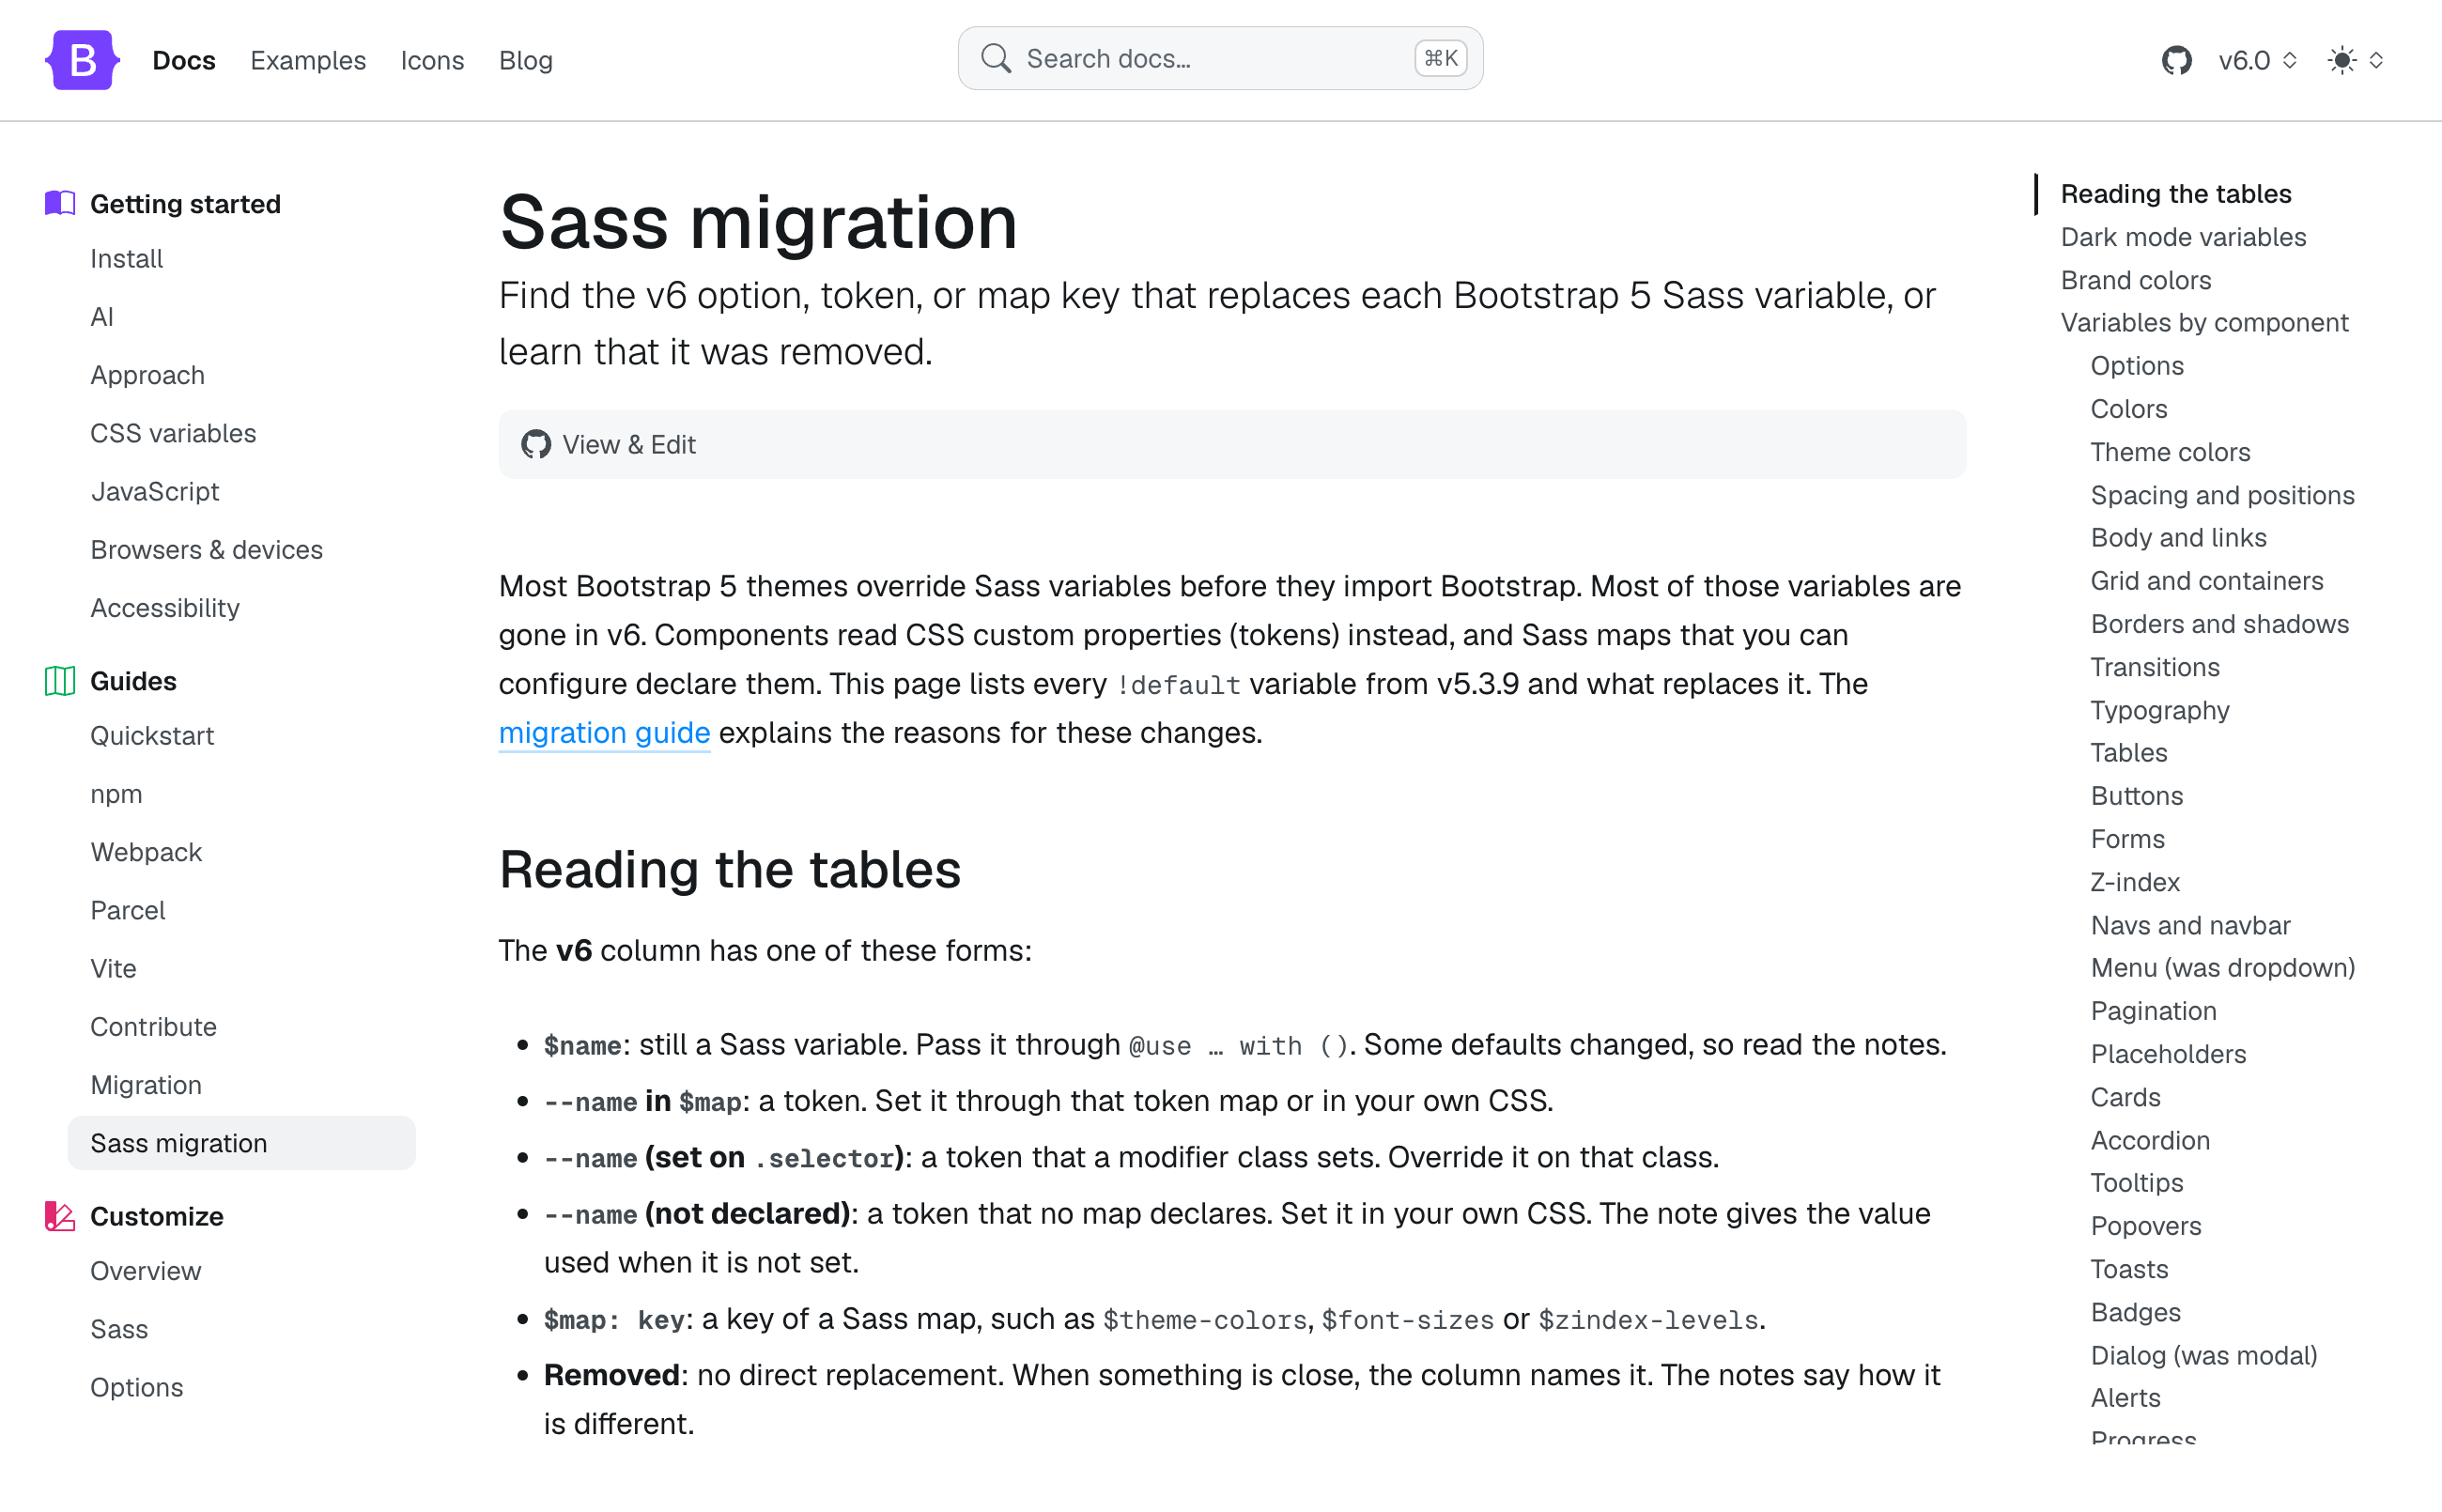 B Docs Examples Icons Blog Search docs... ⌘K v6.0
Getting started
Install
AI
Approach
CSS variables
JavaScript
Browsers & devices
Accessibility
Guides
Quickstart
npm
Webpack
Parcel
Vite
Contribute
Migration
Sass migration
Customize
Overview
Sass
Options
Sass migration
Find the v6 option, token, or map key that replaces each Bootstrap 5 Sass variable, or
learn that it was removed.
View & Edit
Most Bootstrap 5 themes override Sass variables before they import Bootstrap. Most of those variables are
gone in v6. Components read CSS custom properties (tokens) instead, and Sass maps that you can
configure declare them. This page lists every !default variable from v5.3.9 and what replaces it. The
migration guide explains the reasons for these changes.
Reading the tables
The v6 column has one of these forms:
• $name: still a Sass variable. Pass it through @use … with (). Some defaults changed, so read the notes.
• --name in $map: a token. Set it through that token map or in your own CSS.
• --name (set on .selector): a token that a modifier class sets. Override it on that class.
• --name (not declared): a token that no map declares. Set it in your own CSS. The note gives the value
used when it is not set.
• $map: key: a key of a Sass map, such as $theme-colors, $font-sizes or $zindex-levels.
• Removed: no direct replacement. When something is close, the column names it. The notes say how it
is different.
Reading the tables
Dark mode variables
Brand colors
Variables by component
Options
Colors
Theme colors
Spacing and positions
Body and links
Grid and containers
Borders and shadows
Transitions
Typography
Tables
Buttons
Forms
Z-index
Navs and navbar
Menu (was dropdown)
Pagination
Placeholders
Cards
Accordion
Tooltips
Popovers
Toasts
Badges
Dialog (was modal)
Alerts
Progress